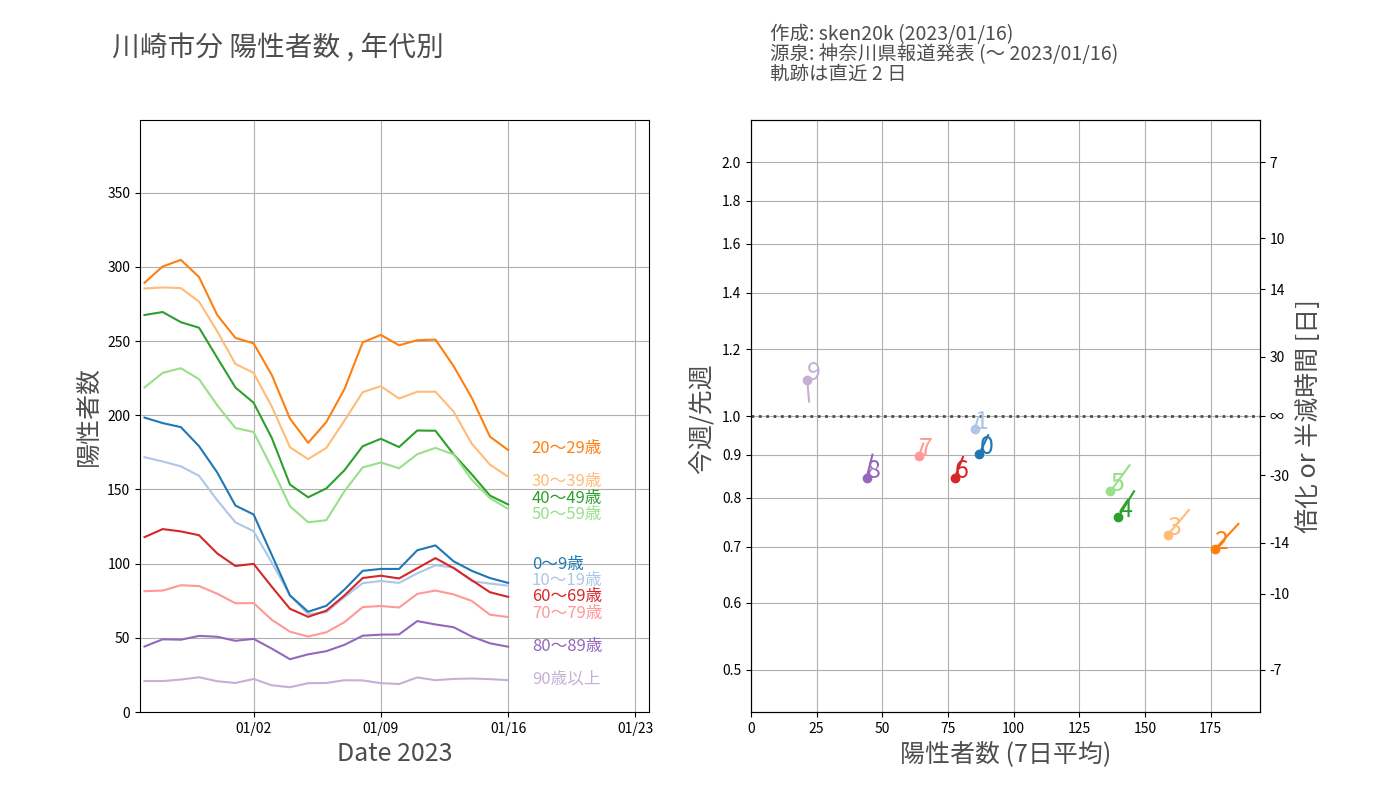 川崎市分 陽性者数 , 年代別
作成: sken20k (2023/01/16)
源泉: 神奈川県報道発表 (～ 2023/01/16)
軌跡は直近 2 日
陽性者数
350
300
250
200
150
100
50
0
01/02
01/09
01/16
01/23
Date 2023
20～29歳
30～39歳
40～49歳
50～59歳
0～9歳
10～19歳
60～69歳
70～79歳
80～89歳
90歳以上
今週/先週
2.0
1.8
1.6
1.4
1.2
1.0
0.9
0.8
0.7
0.6
0.5
9
1
0
7
6
8
5
4
3
2
7
10
14
30
∞
-30
-14
-10
-7
倍化 or 半減時間 [日]
0
25
50
75
100
125
150
175
陽性者数 (7日平均)